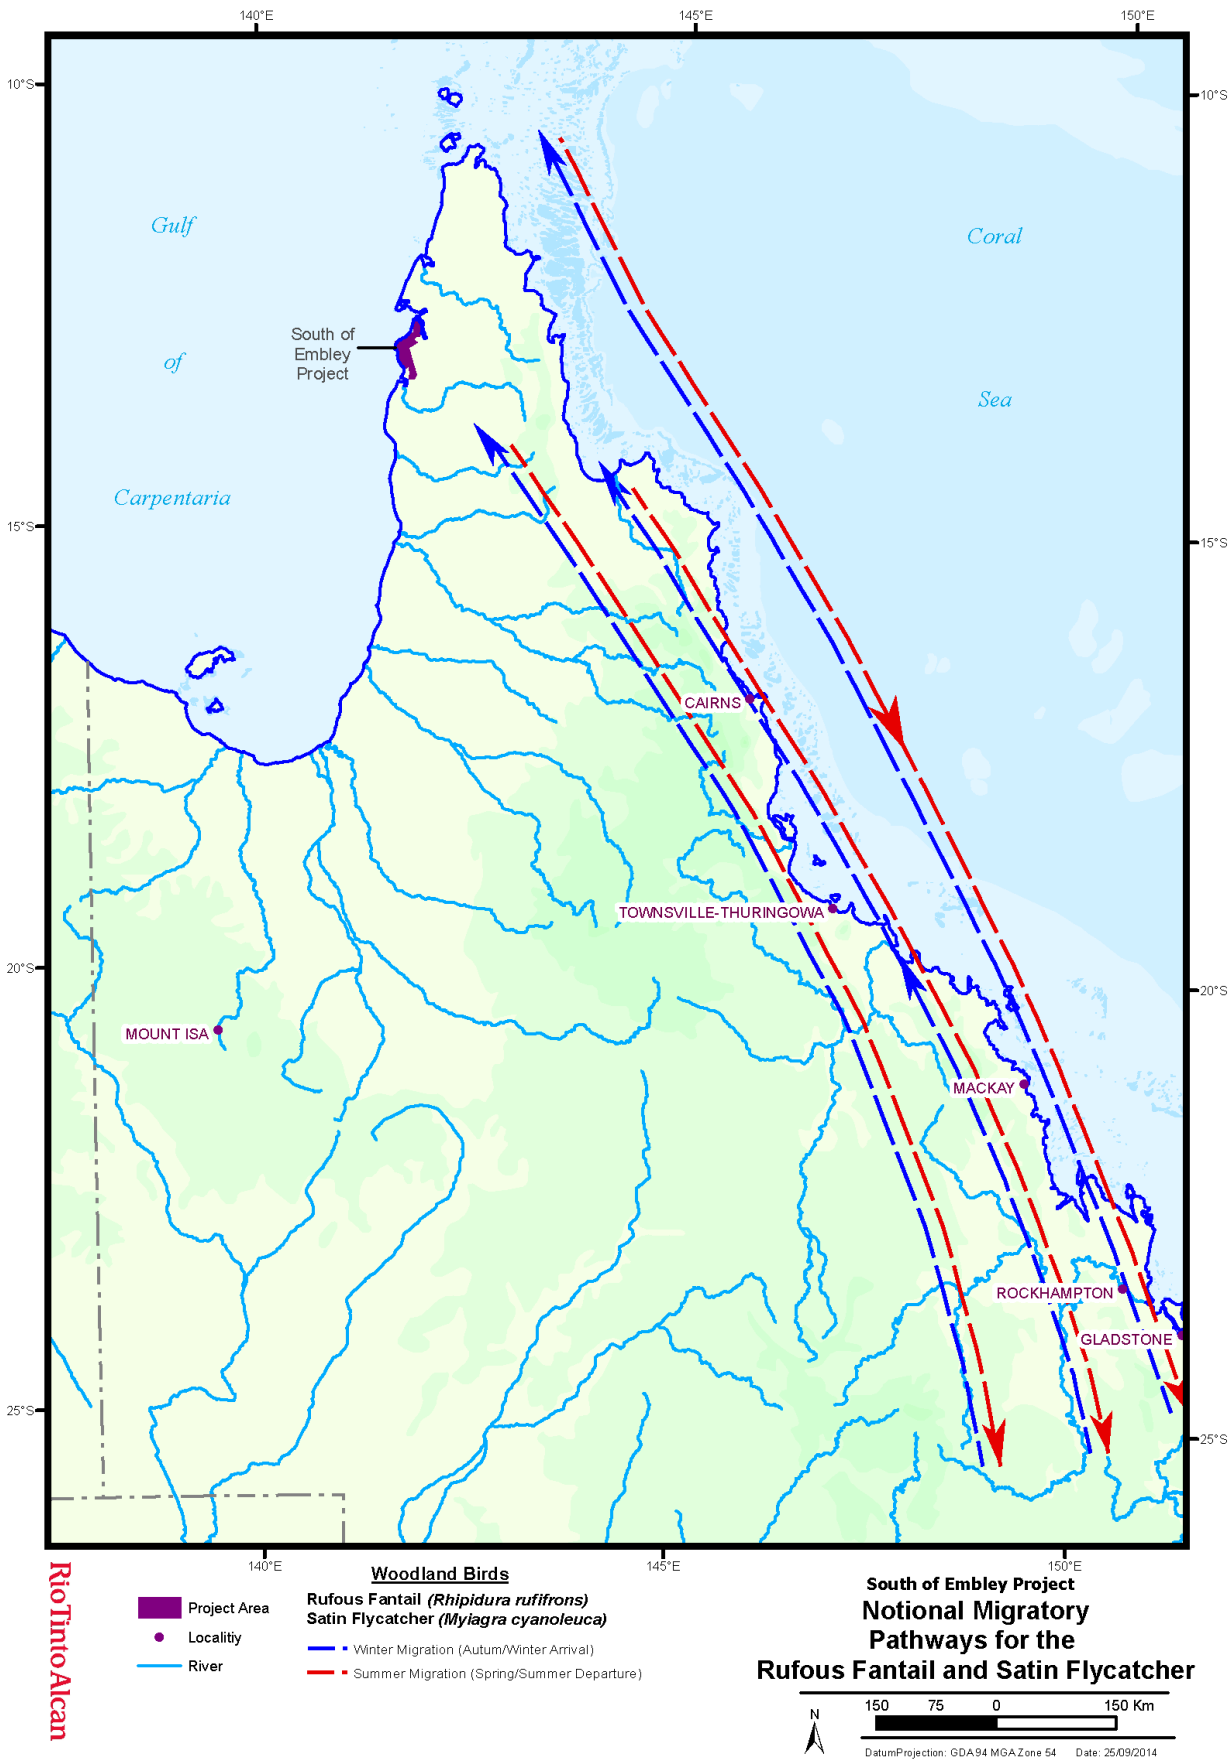 140°E
145°E
150°E
10°S
10°S
Gulf
Coral
South of
Embley
Project
of
Sea
Carpentaria
15°S
15°S
CAIRNS
TOWNSVILLE-THURINGOWA
20°S
20°S
MOUNT ISA
MACKAY
ROCKHAMPTON
GLADSTONE
25°S
25°S
140°E
145°E
150°E
RioTintoAlcan
Project Area
Localitiy
River
Woodland Birds
Rufous Fantail (Rhipidura rufifrons)
Satin Flycatcher (Myiagra cyanoleuca)
Winter Migration (Autum/Winter Arrival)
Summer Migration (Spring/Summer Departure)
South of Embley Project
Notional Migratory
Pathways for the
Rufous Fantail and Satin Flycatcher
N
150 75 0 150 Km
DatumProjection: GDA94 MGAZone 54 Date: 25/09/2014